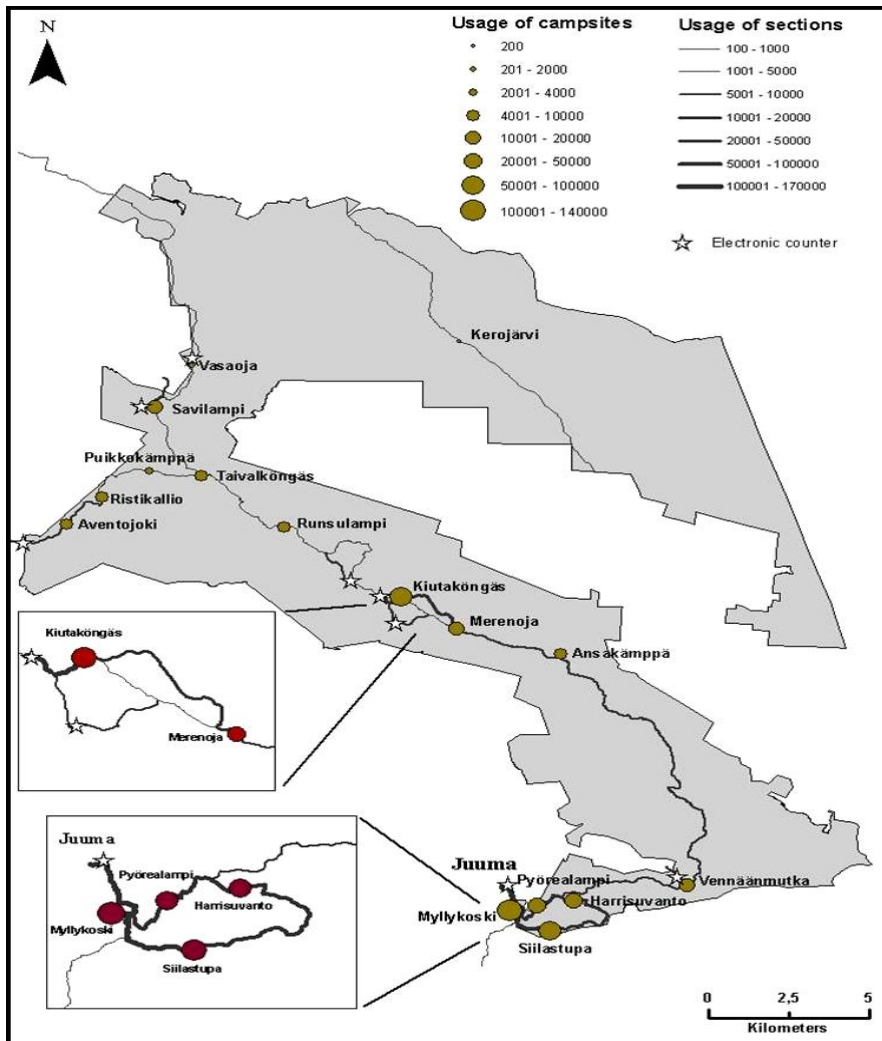 N
Usage of campsites
200
201 - 2000
2001 - 4000
4001 - 10000
10001 - 20000
20001 - 50000
50001 - 100000
100001 - 140000
Usage of sections
100 - 1000
1001 - 5000
5001 - 10000
10001 - 20000
20001 - 50000
50001 - 100000
100001 - 170000
Electronic counter
Kerojärvi
Vasaoja
Savilampi
Puikkokämppä
Taivalköngäs
Ristikallio
Aventojoki
Runsulampi
Kiutaköngäs
Merenoja
Ansakämppä
Kiutaköngäs
Merenoja
Juuma
Pyörealampi
Harrisuvanto
Myllykoski
Siilastupa
Juuma
Pyörealampi
Vennäänmutka
Harrisuvanto
Myllykoski
Siilastupa
0 2,5 5
Kilometers